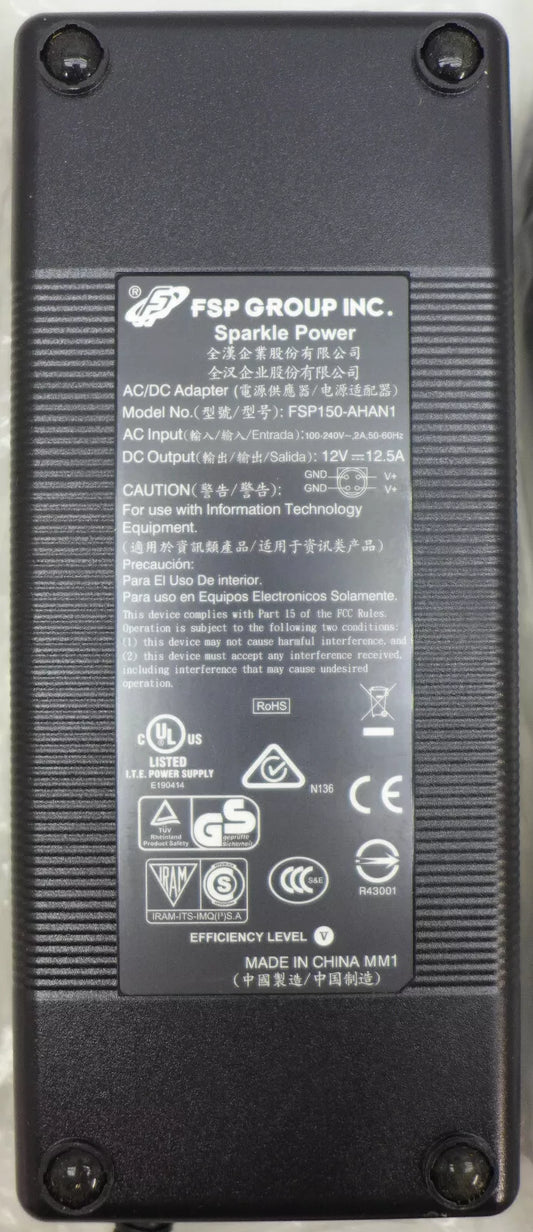 ® FSP GROUP INC.
Sparkle Power
全漢企業股份有限公司
全汉企业股份有限公司
AC/DC Adapter (電源供應器/电源适配器)
Model No.(型號/型号): FSP150-AHAN1
AC Input(輸入/输入/Entrada):100-240V~,2A,50-60Hz
DC Output(輸出/输出/Salida): 12V⎓12.5A
GND V+
GND V+
CAUTION(警告/警告):
For use with Information Technology
Equipment.
(適用於資訊類產品/适用于资讯类产品)
Precaución:
Para El Uso De interior.
Para uso en Equipos Electronicos Solamente.
This device complies with Part 15 of the FCC Rules.
Operation is subject to the following two conditions:
(1) this device may not cause harmful interference, and
(2) this device must accept any interference received,
including interference that may cause undesired
operation.
RoHS
C UL US
LISTED
I.T.E. POWER SUPPLY
E190414
N136
CE
TÜV
Rheinland
Product Safety
GS
geprüfte
Sicherheit
IRAM
S
IRAM-ITS-IMQ(I³)S.A
CCC S&E
R43001
EFFICIENCY LEVEL V
MADE IN CHINA MM1
(中國製造/中国制造)